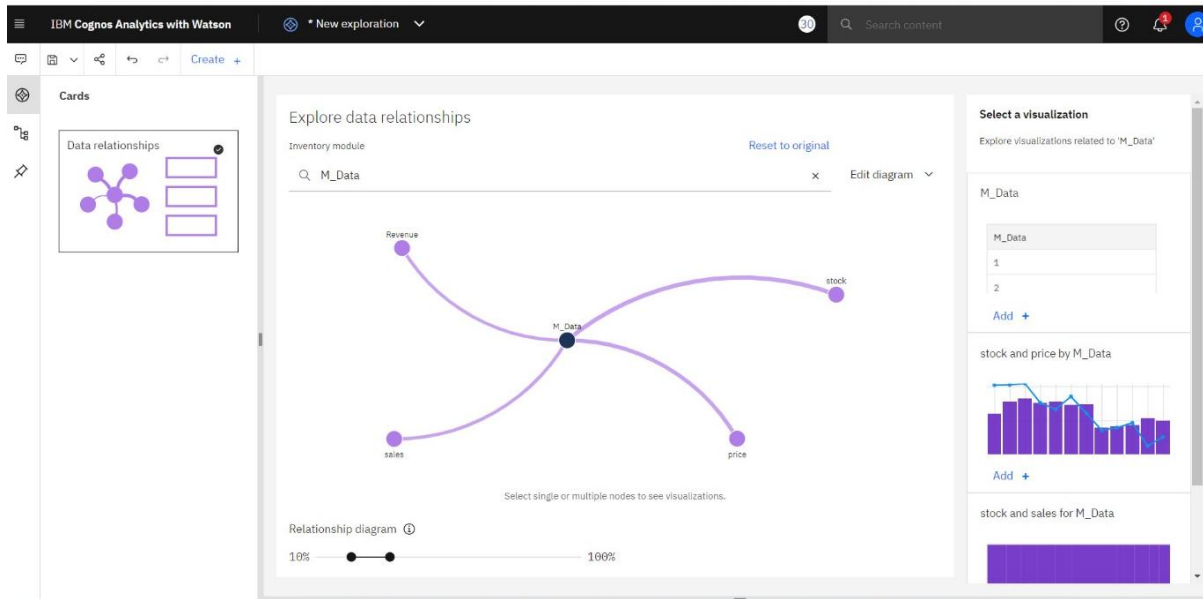 IBM Cognos Analytics with Watson
* New exploration
30
Search content
1
Create +
Cards
Data relationships
Explore data relationships
Inventory module
Reset to original
M_Data
Edit diagram
Revenue
stock
M_Data
sales
price
Select single or multiple nodes to see visualizations.
Relationship diagram
10%
100%
Select a visualization
Explore visualizations related to 'M_Data'
M_Data
M_Data
1
2
Add +
stock and price by M_Data
Add +
stock and sales for M_Data